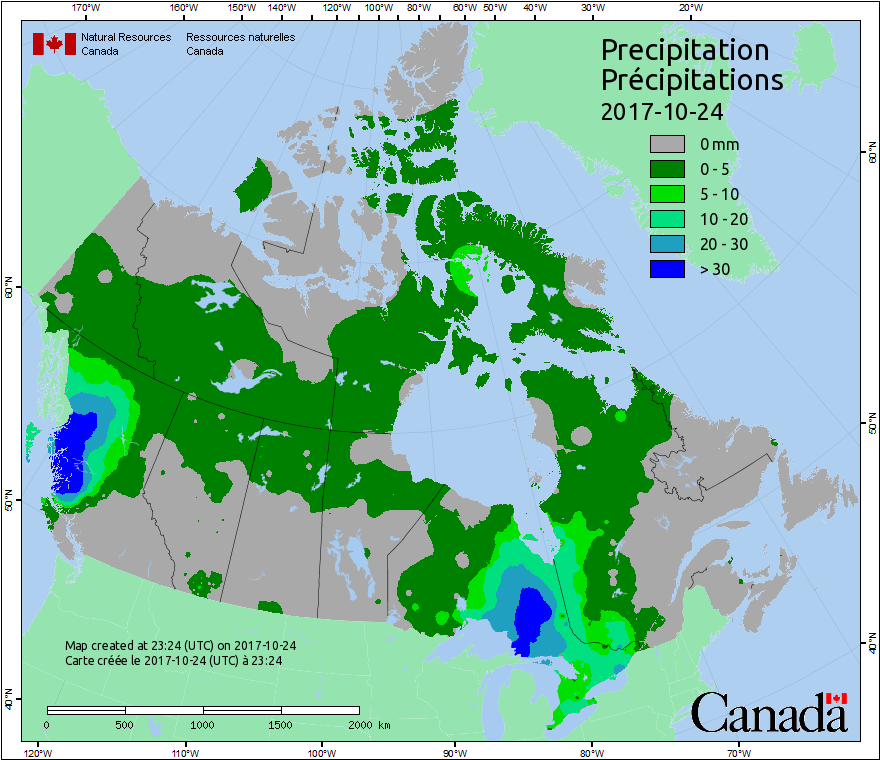 170°W 160°W 150°W 140°W 130°W 120°W 110°W 100°W 90°W 80°W 70°W 60°W 50°W 40°W 30°W 20°W
Natural Resources Ressources naturelles
Canada Canada
Precipitation
Précipitations
2017-10-24
0 mm
0 - 5
5 - 10
10 - 20
20 - 30
> 30
60°N
60°N
50°N
50°N
40°N
40°N
Map created at 23:24 (UTC) on 2017-10-24
Carte créée le 2017-10-24 (UTC) à 23:24
0 500 1000 1500 2000 km
Canada
120°W 110°W 100°W 90°W 80°W 70°W